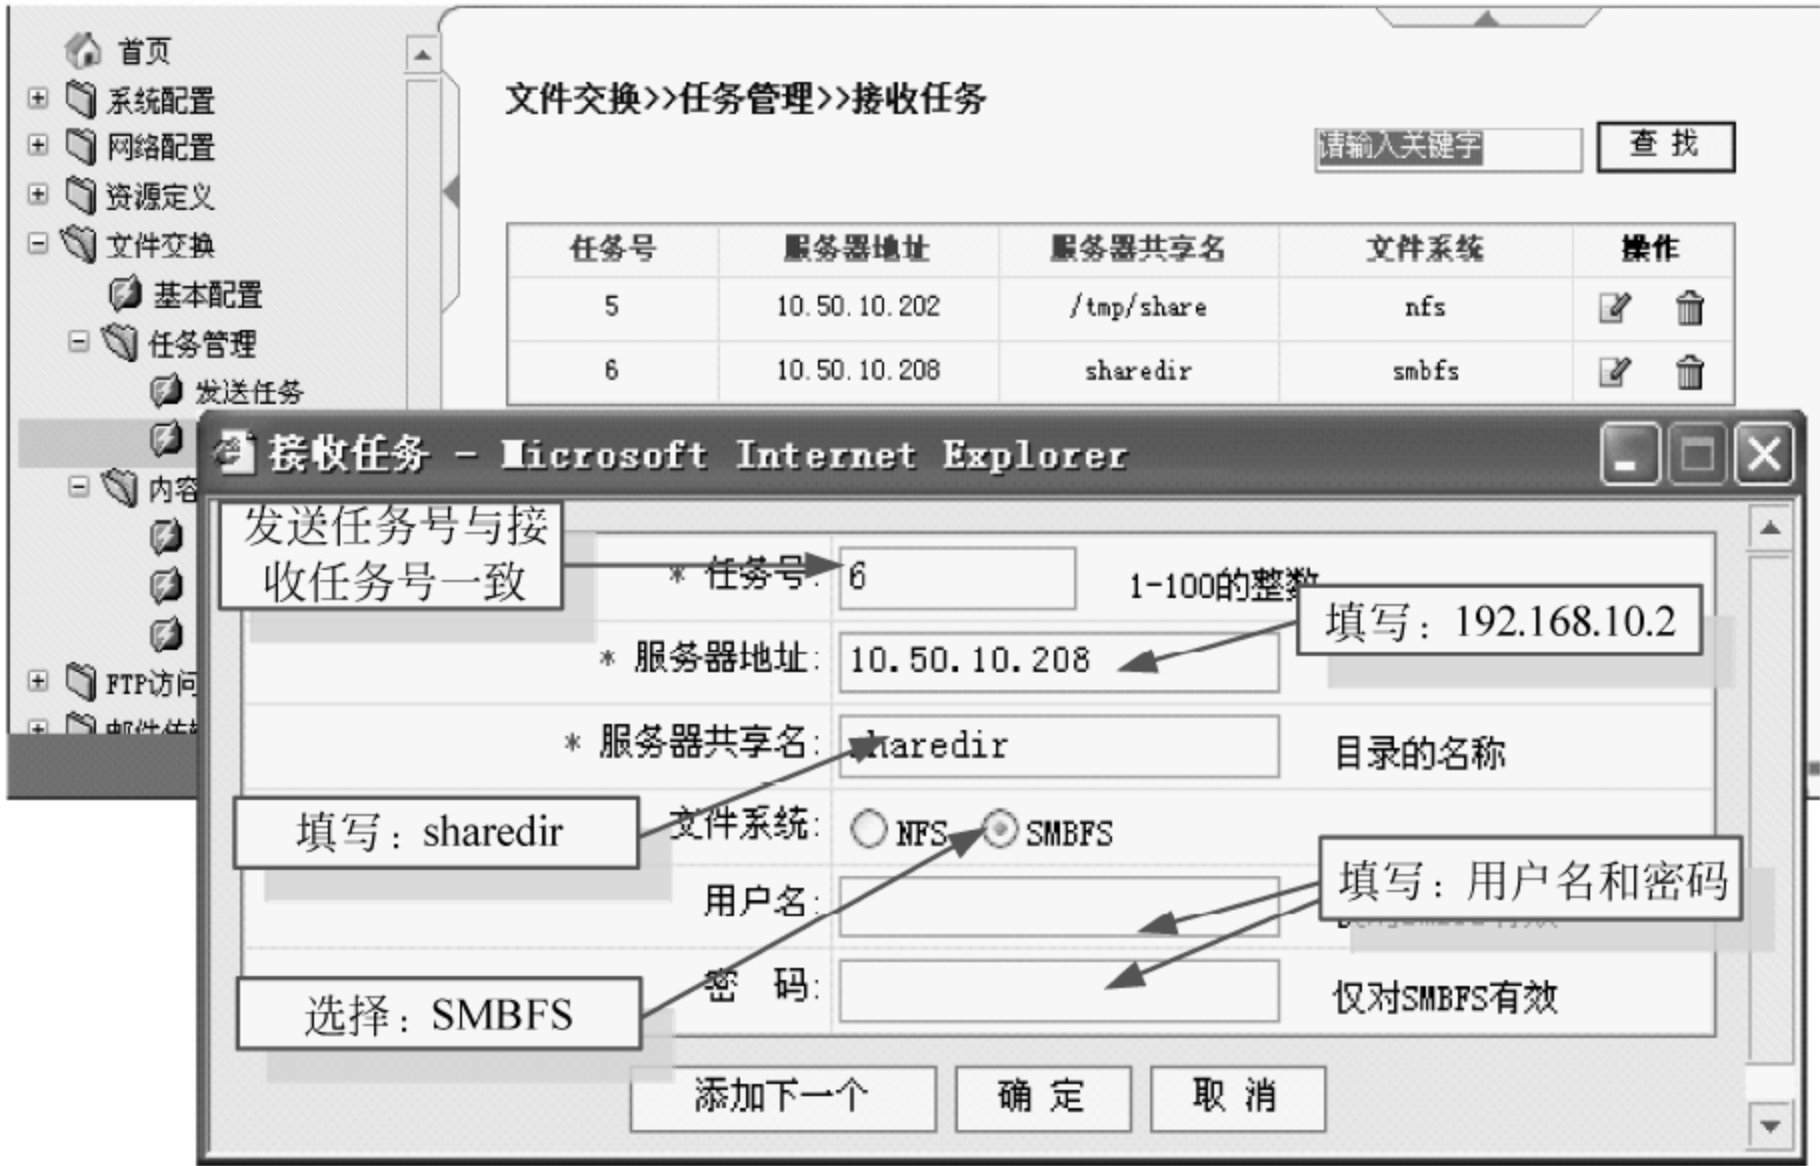 首页
系统配置
网络配置
资源定义
文件交换
基本配置
任务管理
发送任务
内容
FTP访问
文件交换>>任务管理>>接收任务
请输入关键字
查 找
任务号 服务器地址 服务器共享名 文件系统 操作
5 10.50.10.202 /tmp/share nfs
6 10.50.10.208 sharedir smbfs
接收任务 - Microsoft Internet Explorer
发送任务号与接
收任务号一致
* 任务号: 6 1-100的整数
填写：192.168.10.2
* 服务器地址: 10.50.10.208
* 服务器共享名: sharedir 目录的名称
填写：sharedir
文件系统: NFS SMBFS
填写：用户名和密码
用户名:
选择：SMBFS
密 码: 仅对SMBFS有效
添加下一个 确 定 取 消